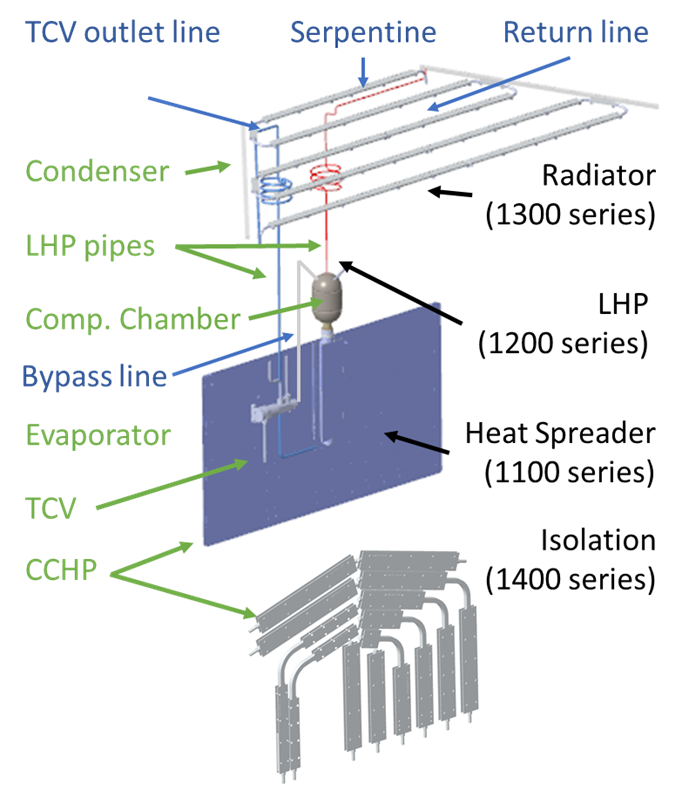 TCV outlet line
Serpentine
Return line
Condenser
Radiator
(1300 series)
LHP pipes
LHP
(1200 series)
Comp. Chamber
Bypass line
Evaporator
Heat Spreader
(1100 series)
TCV
Isolation
(1400 series)
CCHP